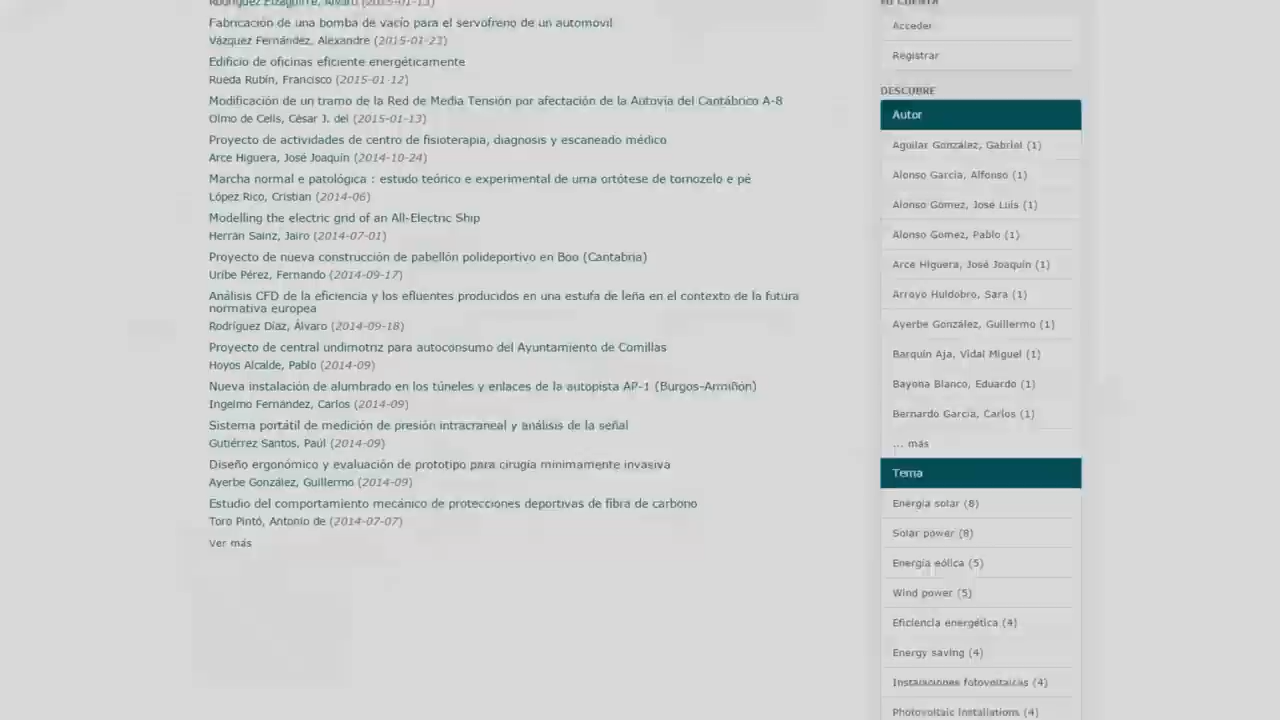 Rodríguez Eizaguirre, Álvaro (2015-01-13)
Fabricación de una bomba de vacío para el servofreno de un automóvil
Vázquez Fernández, Alexandre (2015-01-23)
Edificio de oficinas eficiente energéticamente
Rueda Rubín, Francisco (2015-01-12)
Modificación de un tramo de la Red de Media Tensión por afectación de la Autovía del Cantábrico A-8
Olmo de Celis, César J. del (2015-01-13)
Proyecto de actividades de centro de fisioterapia, diagnosis y escaneado médico
Arce Higuera, José Joaquín (2014-10-24)
Marcha normal e patológica : estudo teórico e experimental de uma ortótese de tornozelo e pé
López Rico, Cristian (2014-06)
Modelling the electric grid of an All-Electric Ship
Herrán Sainz, Jairo (2014-07-01)
Proyecto de nueva construcción de pabellón polideportivo en Boo (Cantabria)
Uribe Pérez, Fernando (2014-09-17)
Análisis CFD de la eficiencia y los efluentes producidos en una estufa de leña en el contexto de la futura
normativa europea
Rodríguez Díaz, Álvaro (2014-09-18)
Proyecto de central undimotriz para autoconsumo del Ayuntamiento de Comillas
Hoyos Alcalde, Pablo (2014-09)
Nueva instalación de alumbrado en los túneles y enlaces de la autopista AP-1 (Burgos-Armiñón)
Ingelmo Fernández, Carlos (2014-09)
Sistema portátil de medición de presión intracraneal y análisis de la señal
Gutiérrez Santos, Paúl (2014-09)
Diseño ergonómico y evaluación de prototipo para cirugía mínimamente invasiva
Ayerbe González, Guillermo (2014-09)
Estudio del comportamiento mecánico de protecciones deportivas de fibra de carbono
Toro Pintó, Antonio de (2014-07-07)
Ver más
MI CUENTA
Acceder
Registrar
DESCUBRE
Autor
Aguilar González, Gabriel (1)
Alonso García, Alfonso (1)
Alonso Gómez, José Luis (1)
Alonso Gómez, Pablo (1)
Arce Higuera, José Joaquín (1)
Arroyo Huidobro, Sara (1)
Ayerbe González, Guillermo (1)
Barquín Aja, Vidal Miguel (1)
Bayona Blanco, Eduardo (1)
Bernardo García, Carlos (1)
... más
Tema
Energía solar (8)
Solar power (8)
Energía eólica (5)
Wind power (5)
Eficiencia energética (4)
Energy saving (4)
Instalaciones fotovoltaicas (4)
Photovoltaic installations (4)